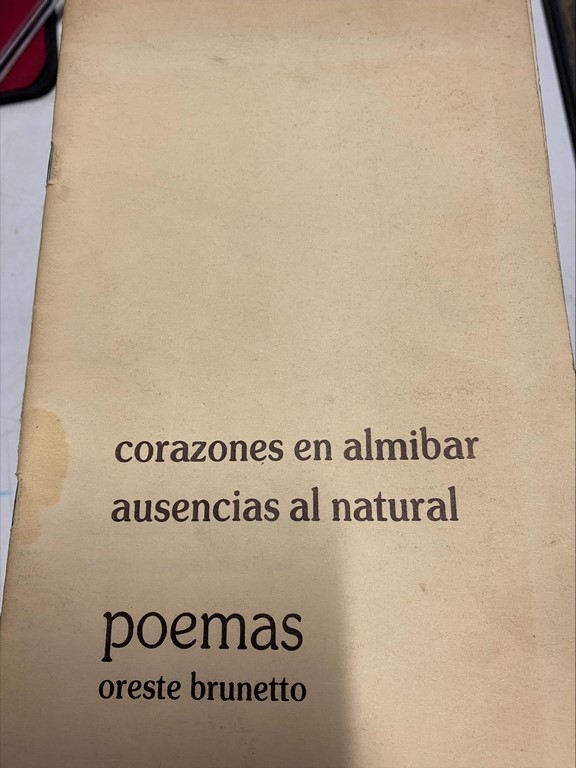 corazones en almibar
ausencias al natural
poemas
oreste brunetto